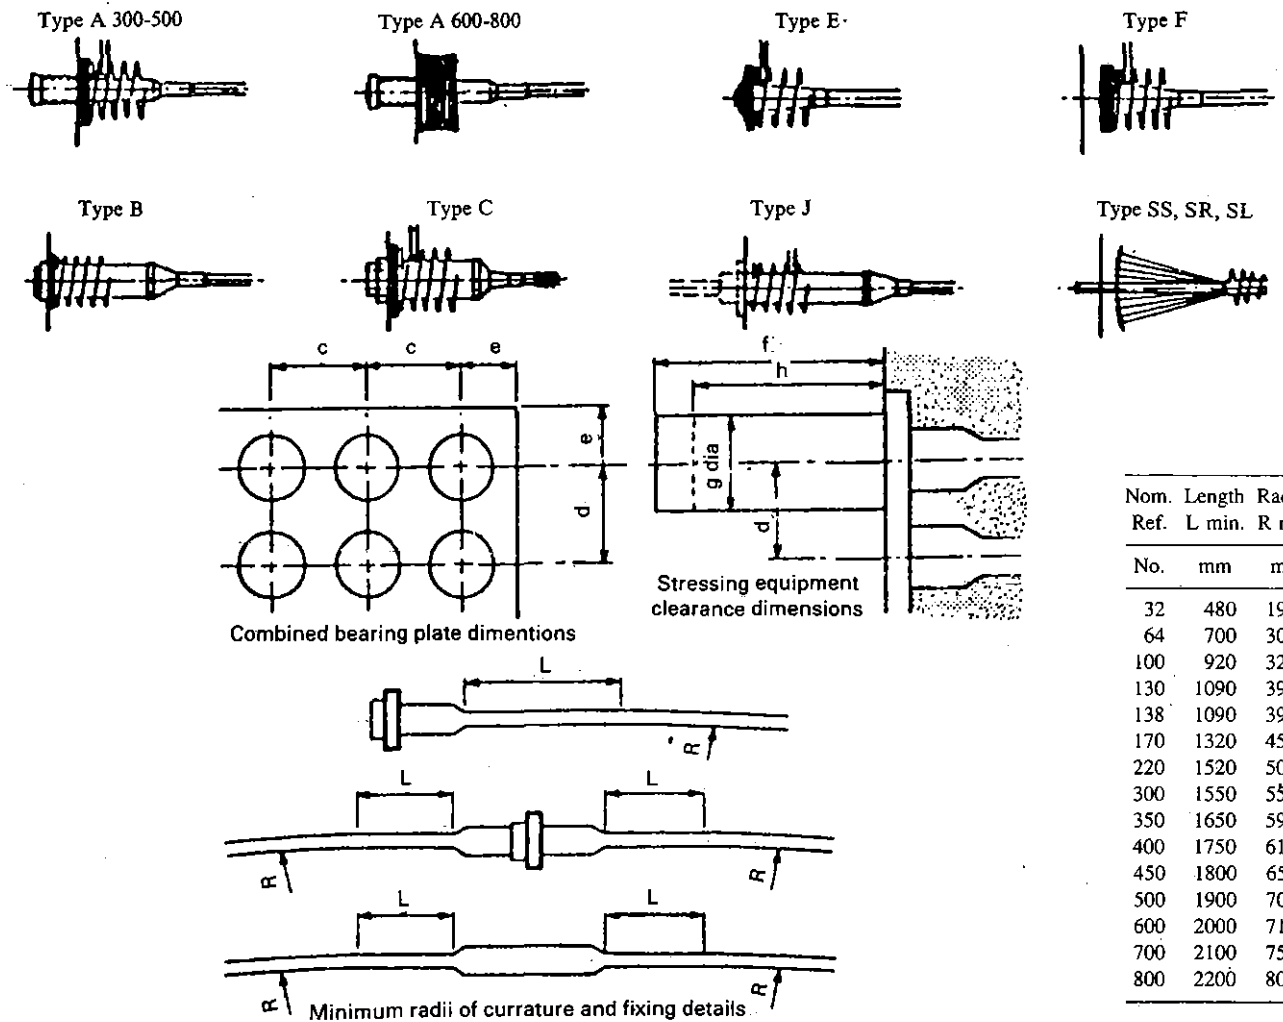 Type A 300-500
Type A 600-800
Type E
Type F
Type B
Type C
Type J
Type SS, SR, SL
c
c
e
e
d
Combined bearing plate dimentions
f
h
g dia
d
Stressing equipment
clearance dimensions
L
R
L
L
R
R
L
L
R
R
Minimum radii of currature and fixing details
Nom. Length
Ref. L min. R
No. mm
32 480
64 700
100 920
130 1090
138 1090
170 1320
220 1520
300 1550
350 1650
400 1750
450 1800
500 1900
600 2000
700 2100
800 2200